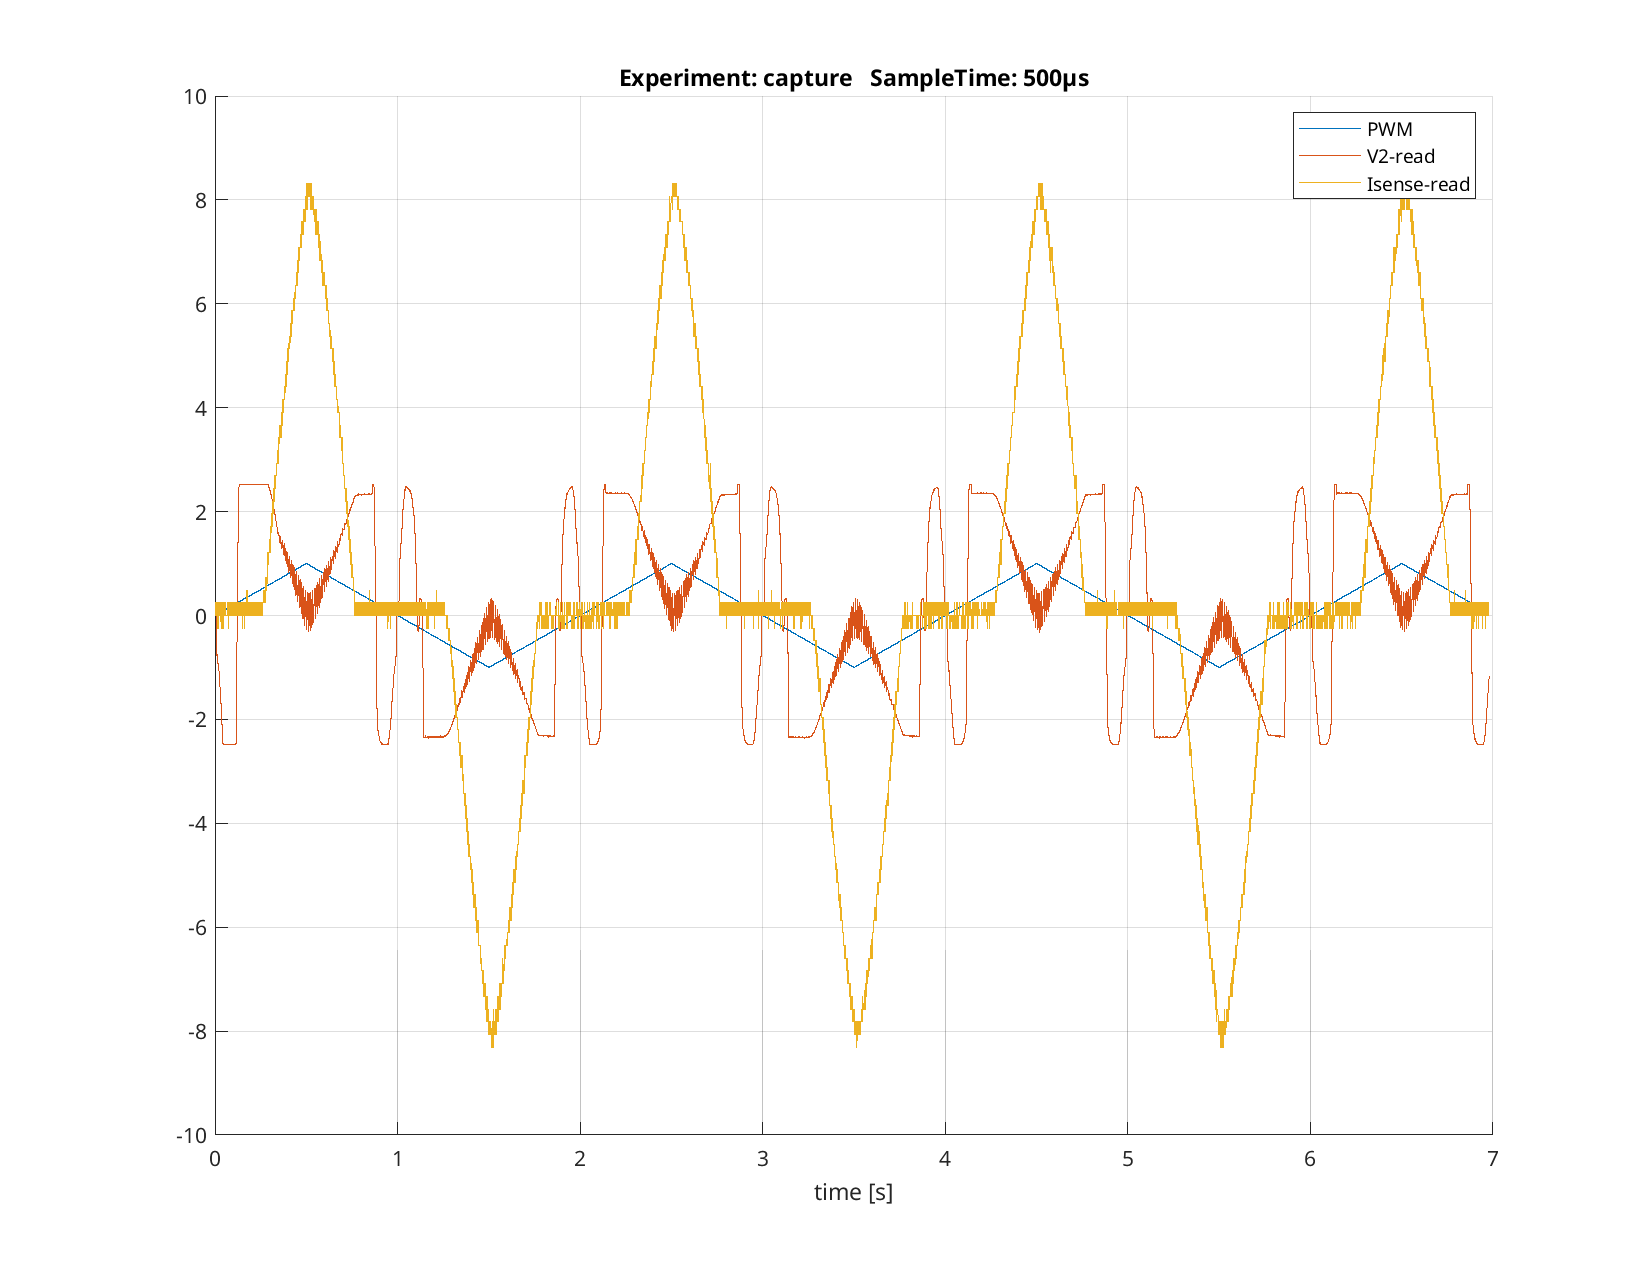 Experiment: capture   SampleTime: 500μs
PWM
V2-read
Isense-read
10
8
6
4
2
0
-2
-4
-6
-8
-10
0 1 2 3 4 5 6 7
time [s]